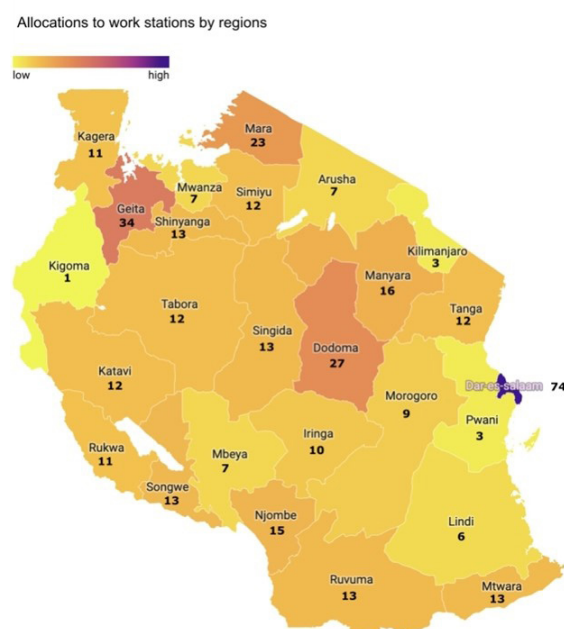 Allocations to work stations by regions
low high
Kagera
11
Mara
23
Mwanza
7
Simiyu
12
Arusha
7
Geita
34
Shinyanga
13
Kigoma
1
Kilimanjaro
3
Manyara
16
Tabora
12
Singida
13
Dodoma
27
Tanga
12
Katavi
12
Dar-es-salaam 74
Morogoro
9
Pwani
3
Rukwa
11
Mbeya
7
Iringa
10
Songwe
13
Njombe
15
Lindi
6
Ruvuma
13
Mtwara
13